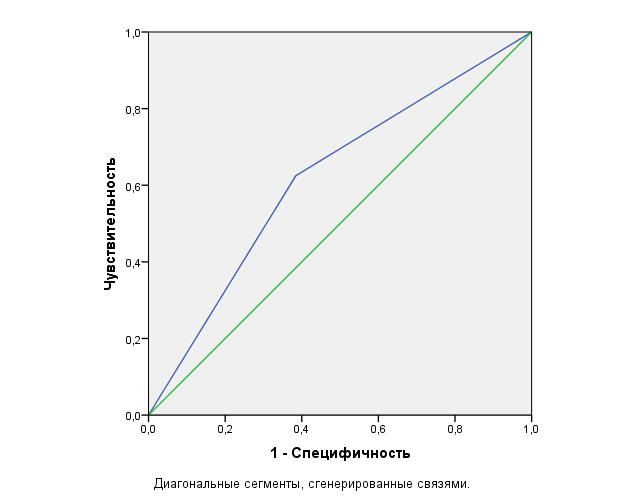 1,0
0,8
0,6
0,4
0,2
0,0
Чувствительность
0,0 0,2 0,4 0,6 0,8 1,0
1 - Специфичность
Диагональные сегменты, сгенерированные связями.